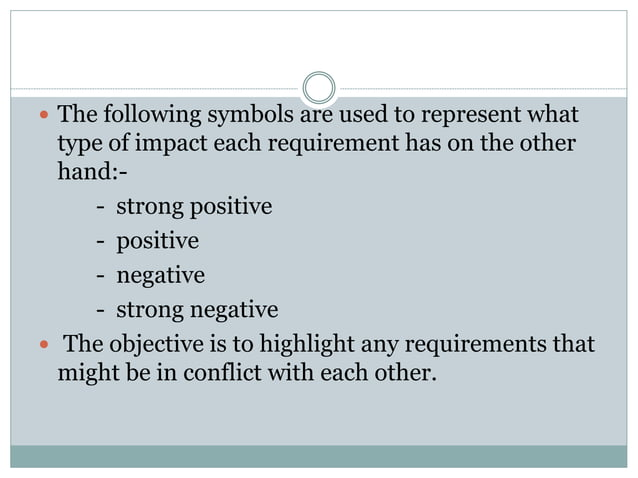 • The following symbols are used to represent what
type of impact each requirement has on the other
hand:-
- strong positive
- positive
- negative
- strong negative
• The objective is to highlight any requirements that
might be in conflict with each other.